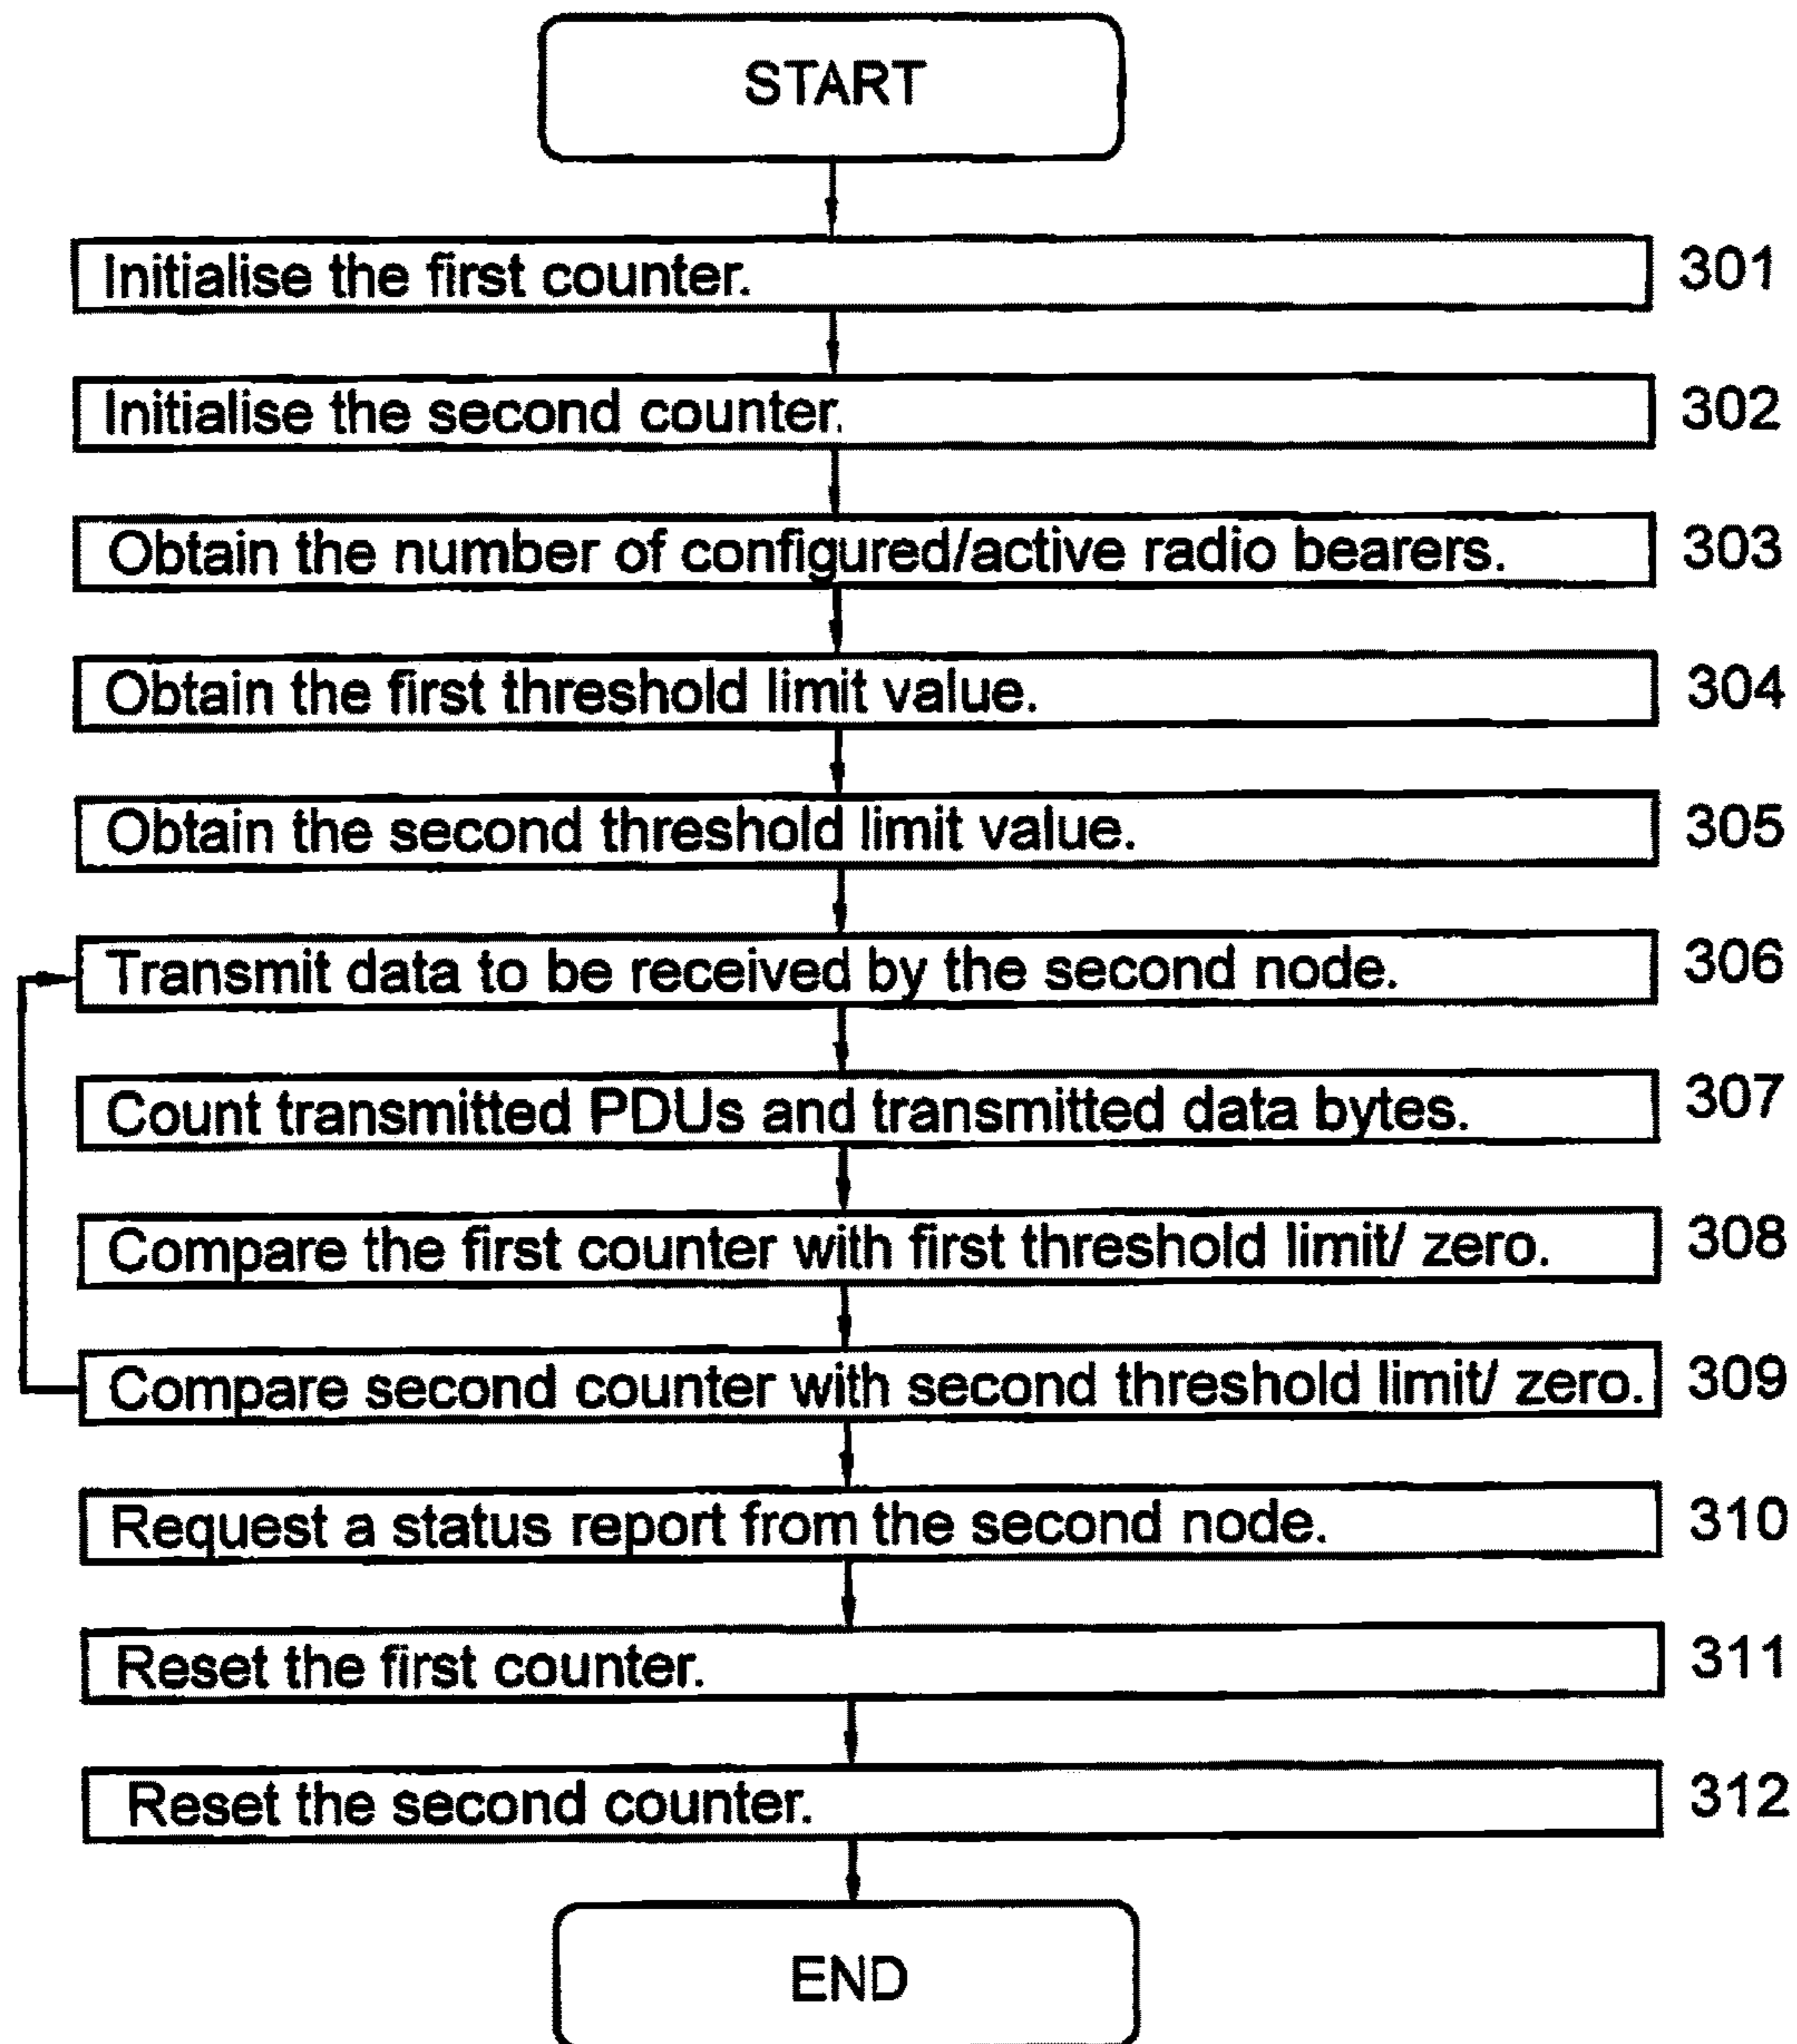 START
Initialise the first counter. 301
Initialise the second counter. 302
Obtain the number of configured/active radio bearers. 303
Obtain the first threshold limit value. 304
Obtain the second threshold limit value. 305
Transmit data to be received by the second node. 306
Count transmitted PDUs and transmitted data bytes. 307
Compare the first counter with first threshold limit/ zero. 308
Compare second counter with second threshold limit/ zero. 309
Request a status report from the second node. 310
Reset the first counter. 311
Reset the second counter. 312
END